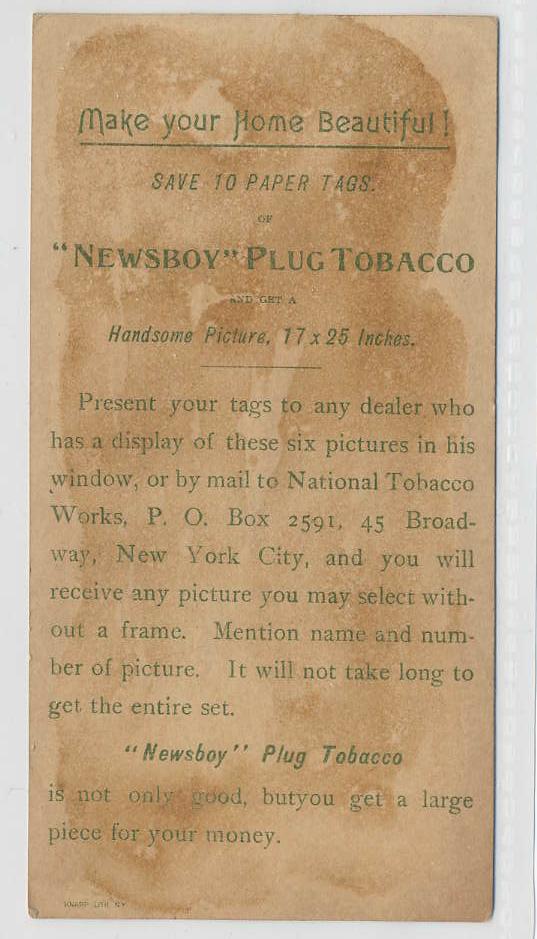 Make your Home Beautiful!
SAVE 10 PAPER TAGS.
OF
"NEWSBOY" PLUG TOBACCO
AND GET A
Handsome Picture, 17 x 25 Inches.
Present your tags to any dealer who
has a display of these six pictures in his
window, or by mail to National Tobacco
Works, P. O. Box 2591, 45 Broad-
way, New York City, and you will
receive any picture you may select with-
out a frame. Mention name and num-
ber of picture. It will not take long to
get the entire set.
"Newsboy" Plug Tobacco
is not only good, butyou get a large
piece for your money.
KNAPP LITH. N.Y.